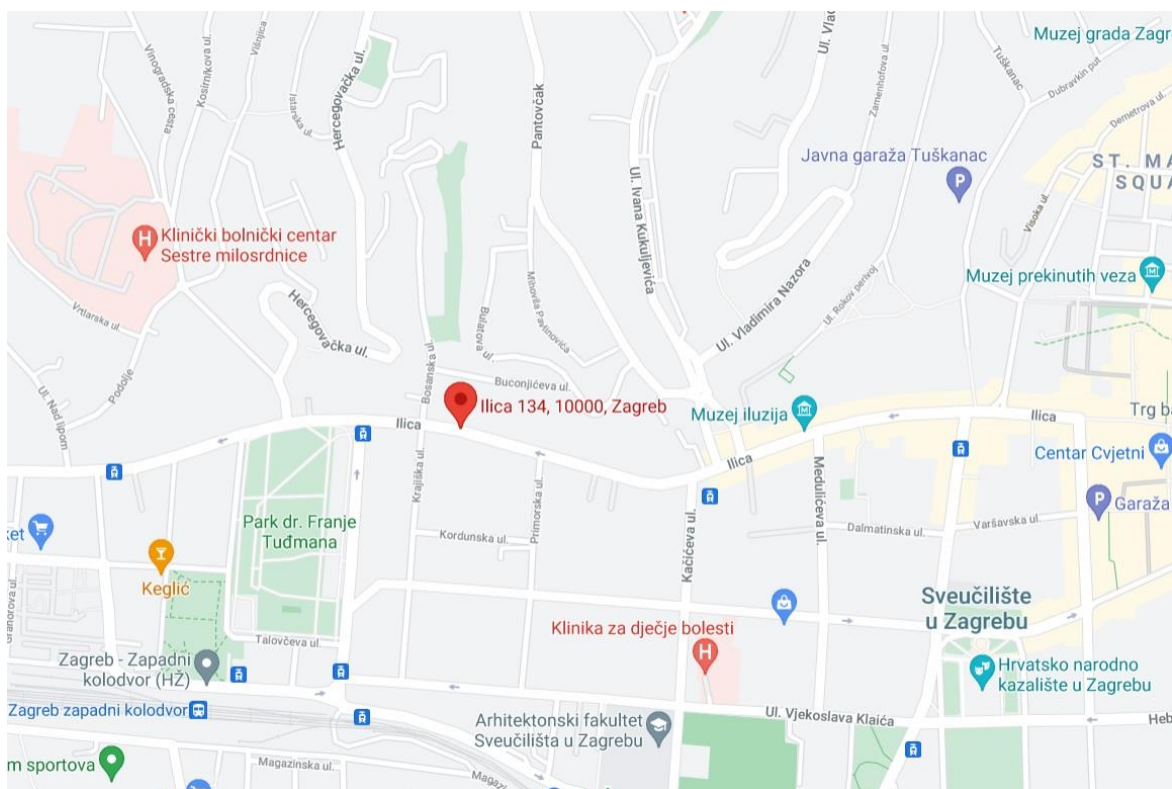 Muzej grada Zagr
Višnjica
Vinogradska cesta
Kosirnikova ul.
Istarska ul.
Hercegovačka ul.
Pantovčak
Ul. Ivana Kukuljevića
Ul. Vla
Zamenhofova ul.
Tuškanac
Dubravkin put
Demetrova ul.
Javna garaža Tuškanac
ST. MA
SQUA
Visoka ul.
Klinički bolnički centar
Sestre milosrdnice
Muzej prekinutih veza
Ul. Rokov perivoj
Ul. Vladimira Nazora
Hercegovačka ul.
Vrtlarska ul.
Podolje
Ul. Nad lipom
Bosanska ul.
Bulatova ul.
Mihovila Pavlinovića
Buconjićeva ul.
Ilica 134, 10000, Zagreb
Muzej iluzija
Ilica
Ilica
Ilica
Trg ba
Centar Cvjetni
Garaža
Krajiška ul.
Primorska ul.
Kordunska ul.
Kačićeva ul.
Medulićeva ul.
Dalmatinska ul.
Varšavska ul.
Park dr. Franje
Tuđmana
ket
Keglić
Talovčeva ul.
Klinika za dječje bolesti
Sveučilište
u Zagrebu
Zagreb - Zapadni
kolodvor (HŽ)
Zagreb zapadni kolodvor
Hrvatsko narodno
kazalište u Zagrebu
Arhitektonski fakultet
Sveučilišta u Zagrebu
Ul. Vjekoslava Klaića
Heb
m sportova
Magazinska ul.
Magazi